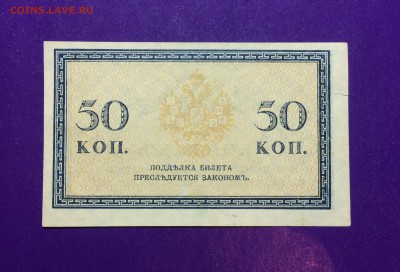 COINS.LAVE.RU
50 50
КОП. КОП.
ПОДДѢЛКА БИЛЕТА
ПРЕСЛѢДУЕТСЯ ЗАКОНОМЪ.